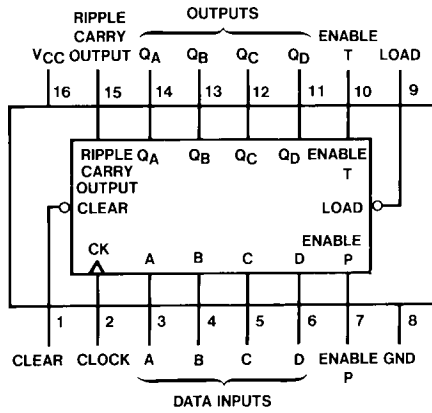 RIPPLE OUTPUTS
CARRY ENABLE
VCC OUTPUT QA QB QC QD T LOAD
16 15 14 13 12 11 10 9
RIPPLE QA QB QC QD ENABLE
CARRY T
OUTPUT
CLEAR LOAD
CK ENABLE
A B C D P
1 2 3 4 5 6 7 8
CLEAR CLOCK A B C D ENABLE GND
P
DATA INPUTS